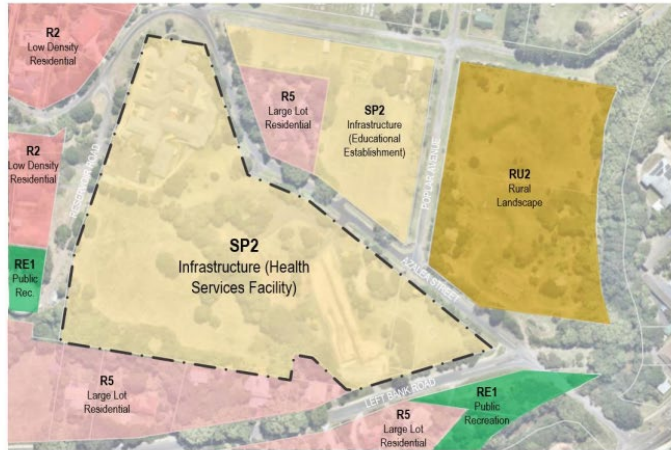 R2
Low Density
Residential
R5
Large Lot
Residential
SP2
Infrastructure
(Educational
Establishment)
R2
Low Density
Residential
RESERVOIR ROAD
POPLAR AVENUE
RU2
Rural
Landscape
RE1
Public
Rec.
SP2
Infrastructure (Health
Services Facility)
STREET
R5
Large Lot
Residential
LEFT BANK ROAD
RE1
Public
Recreation
R5
Large Lot
Residential